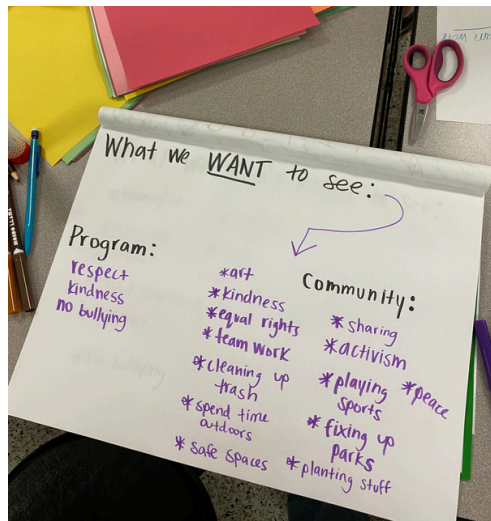 What we WANT to see:
Program:
respect
kindness
no bullying
Community:
*art
*kindness
*equal rights
*team work
*cleaning up
trash
*spend time
outdoors
*safe spaces
*sharing
*activism
*playing
sports
*peace
*fixing up
parks
*planting stuff